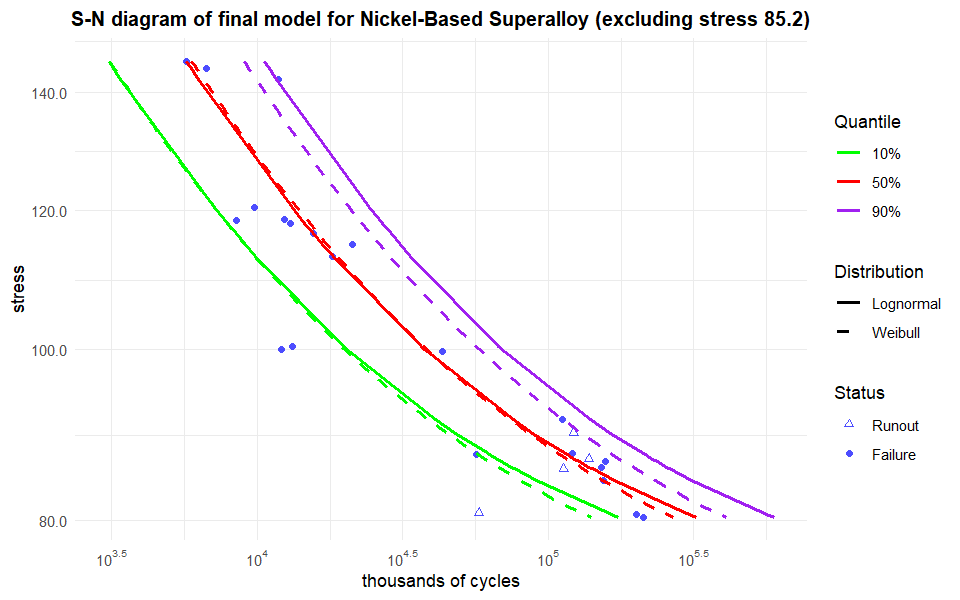 S-N diagram of final model for Nickel-Based Superalloy (excluding stress 85.2)
140.0
120.0
100.0
80.0
stress
10^3.5
10^4
10^4.5
10^5
10^5.5
thousands of cycles
Quantile
10%
50%
90%
Distribution
Lognormal
Weibull
Status
Runout
Failure